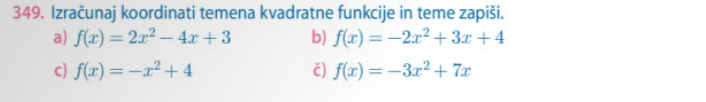 349. Izračunaj koordinati temena kvadratne funkcije in teme zapiši.
a) f(x) = 2x² − 4x + 3 b) f(x) = −2x² + 3x + 4
c) f(x) = −x² + 4 č) f(x) = −3x² + 7x